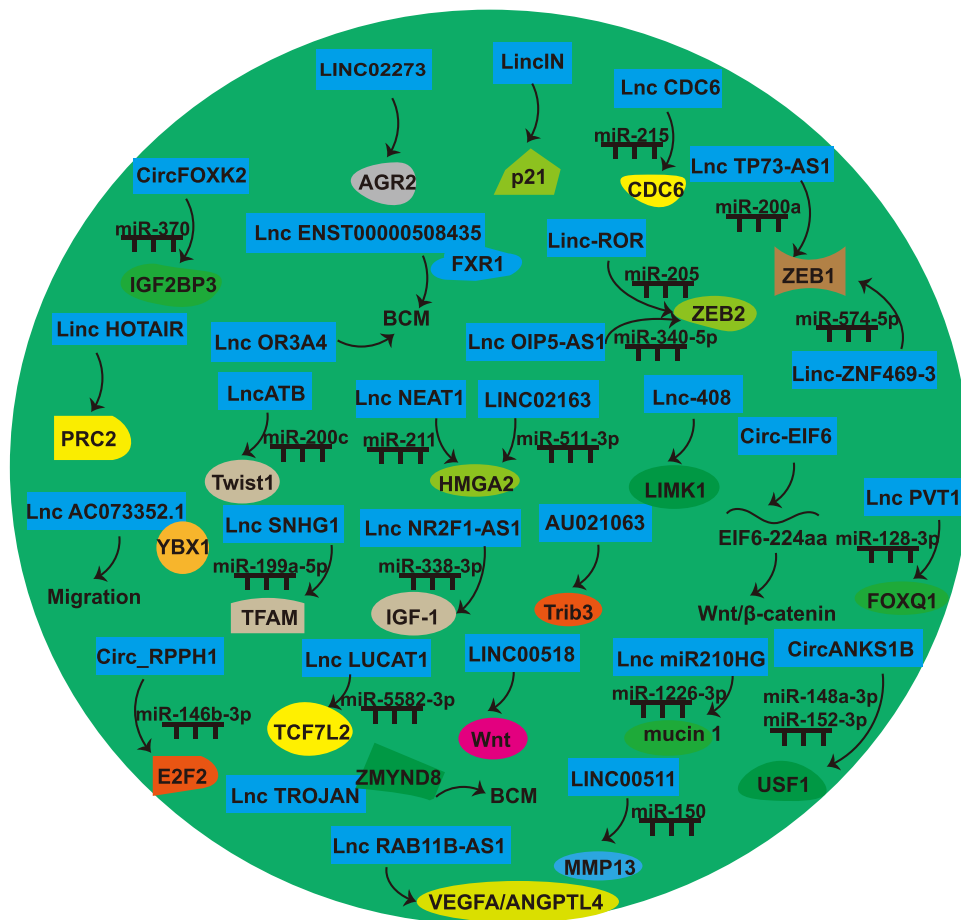 LINC02273
LincIN
Lnc CDC6
miR-215
CircFOXK2
AGR2
p21
CDC6
Lnc TP73-AS1
miR-370
Lnc ENST00000508435
FXR1
Linc-ROR
miR-200a
IGF2BP3
miR-205
ZEB1
Linc HOTAIR
BCM
ZEB2
miR-574-5p
Lnc OR3A4
Lnc OIP5-AS1
miR-340-5p
Linc-ZNF469-3
LncATB
Lnc NEAT1
LINC02163
Lnc-408
PRC2
miR-200c
miR-211
miR-511-3p
Circ-EIF6
Twist1
HMGA2
LIMK1
Lnc AC073352.1
YBX1
Lnc SNHG1
Lnc NR2F1-AS1
AU021063
EIF6-224aa
Lnc PVT1
miR-128-3p
miR-199a-5p
miR-338-3p
Migration
TFAM
IGF-1
Trib3
Wnt/β-catenin
FOXQ1
Circ_RPPH1
Lnc LUCAT1
LINC00518
Lnc miR210HG
CircANKS1B
miR-146b-3p
miR-5582-3p
miR-1226-3p
miR-148a-3p
miR-152-3p
TCF7L2
Wnt
mucin 1
E2F2
ZMYND8
LINC00511
USF1
Lnc TROJAN
BCM
miR-150
Lnc RAB11B-AS1
MMP13
VEGFA/ANGPTL4